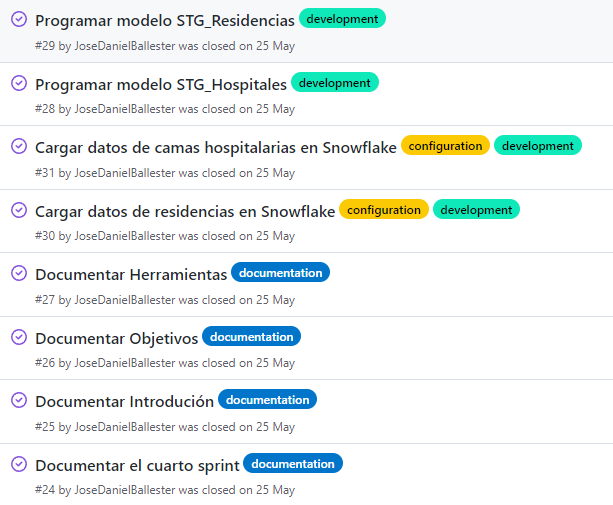 Programar modelo STG_Residencias development
#29 by JoseDanielBallester was closed on 25 May
Programar modelo STG_Hospitales development
#28 by JoseDanielBallester was closed on 25 May
Cargar datos de camas hospitalarias en Snowflake configuration development
#31 by JoseDanielBallester was closed on 25 May
Cargar datos de residencias en Snowflake configuration development
#30 by JoseDanielBallester was closed on 25 May
Documentar Herramientas documentation
#27 by JoseDanielBallester was closed on 25 May
Documentar Objetivos documentation
#26 by JoseDanielBallester was closed on 25 May
Documentar Introdución documentation
#25 by JoseDanielBallester was closed on 25 May
Documentar el cuarto sprint documentation
#24 by JoseDanielBallester was closed on 25 May